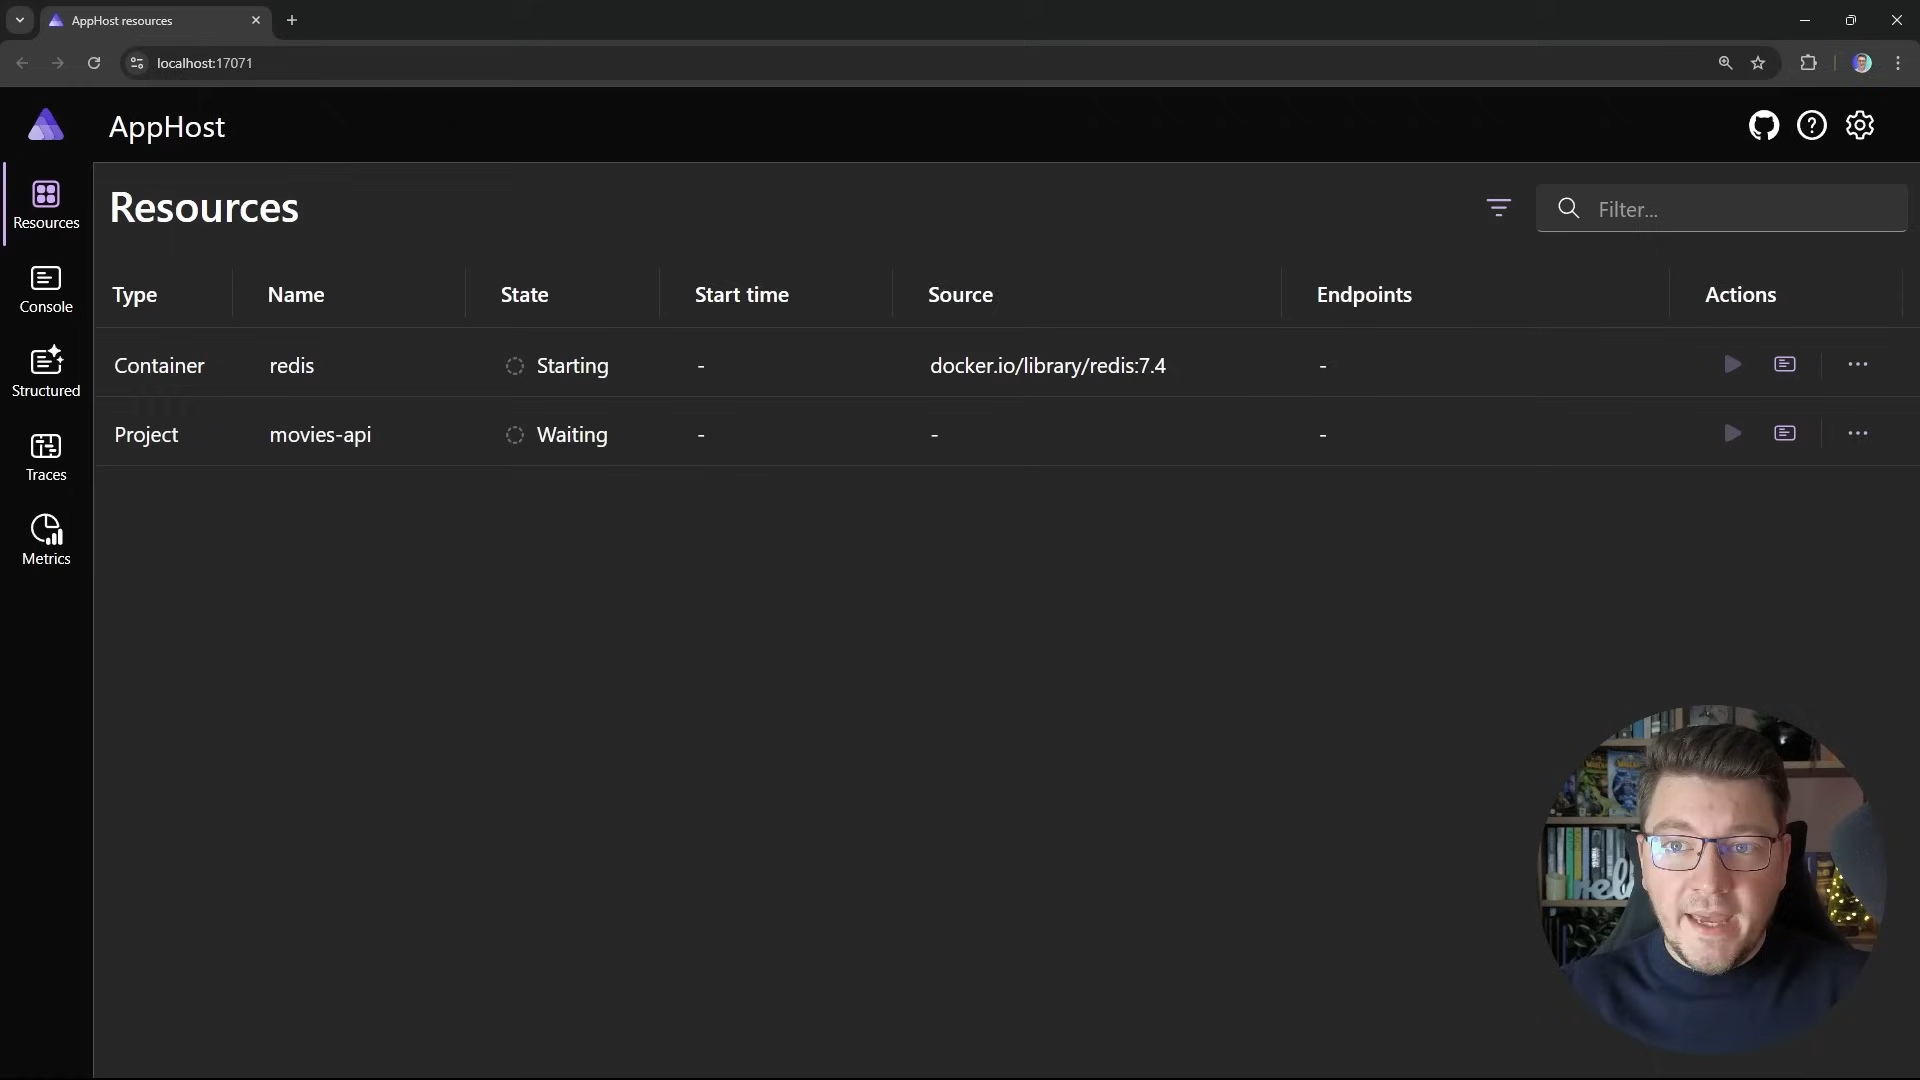 AppHost resources
localhost:17071
AppHost
Resources
Filter...
Resources
Console
Structured
Traces
Metrics
Type Name State Start time Source Endpoints Actions
Container redis Starting - docker.io/library/redis:7.4 -
Project movies-api Waiting - - -